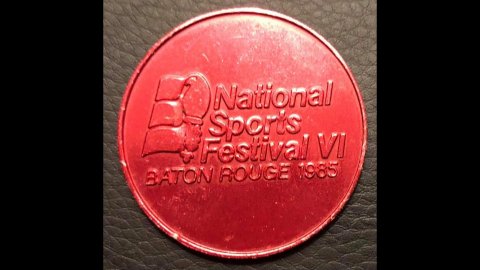 National
Sports
Festival VI
BATON ROUGE 1985